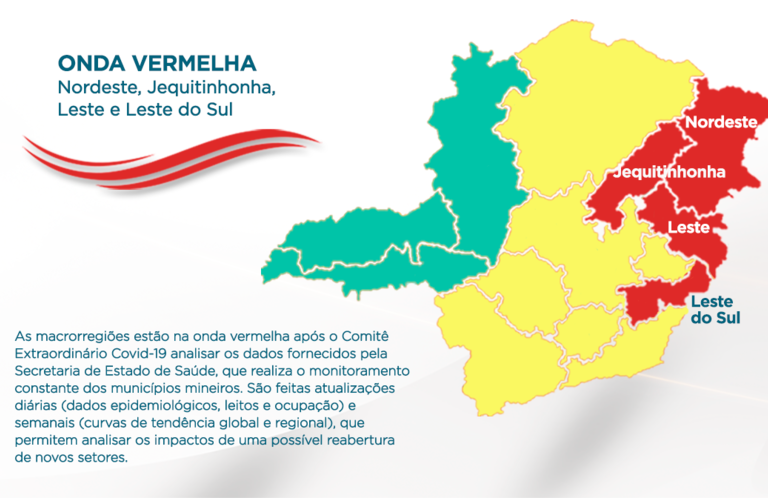 ONDA VERMELHA
Nordeste, Jequitinhonha,
Leste e Leste do Sul
Nordeste
Jequitinhonha
Leste
Leste
do Sul
As macrorregiões estão na onda vermelha após o Comitê
Extraordinário Covid-19 analisar os dados fornecidos pela
Secretaria de Estado de Saúde, que realiza o monitoramento
constante dos municípios mineiros. São feitas atualizações
diárias (dados epidemiológicos, leitos e ocupação) e
semanais (curvas de tendência global e regional), que
permitem analisar os impactos de uma possível reabertura
de novos setores.